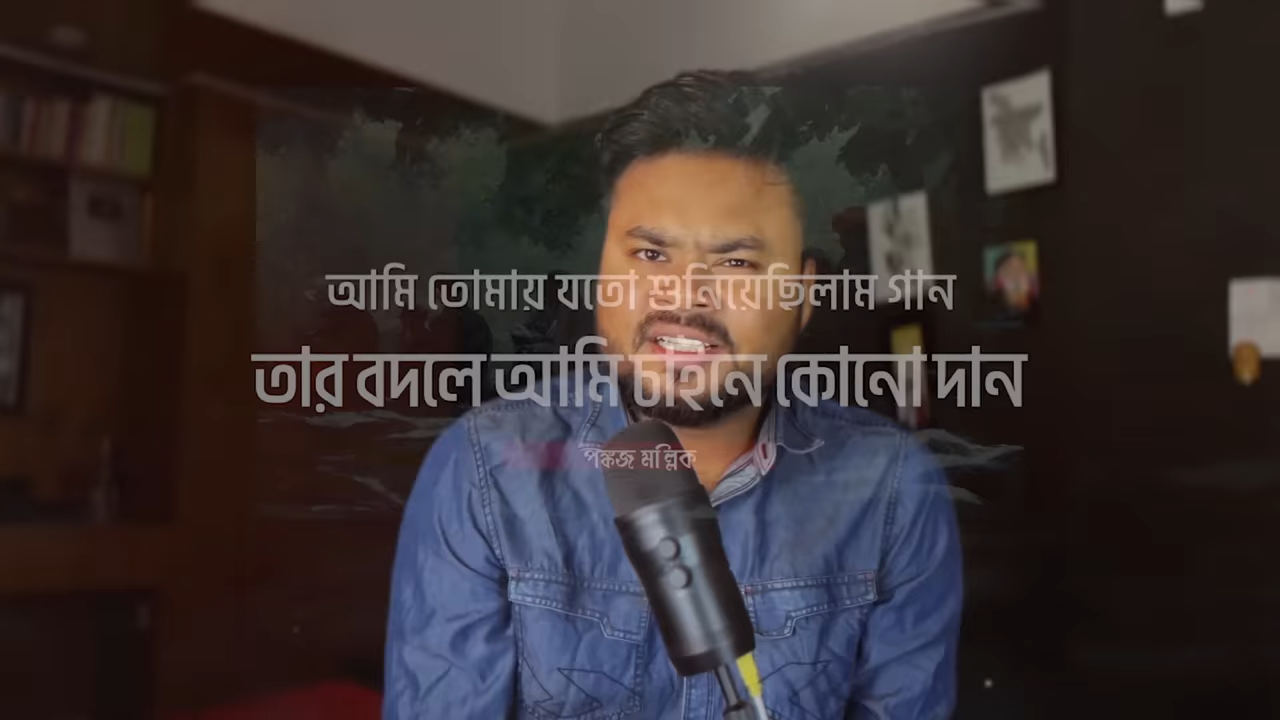 আমি তোমায় যতো শুনিয়েছিলাম গান
তার বদলে আমি চাইনে কোনো দান
পঙ্কজ মল্লিক